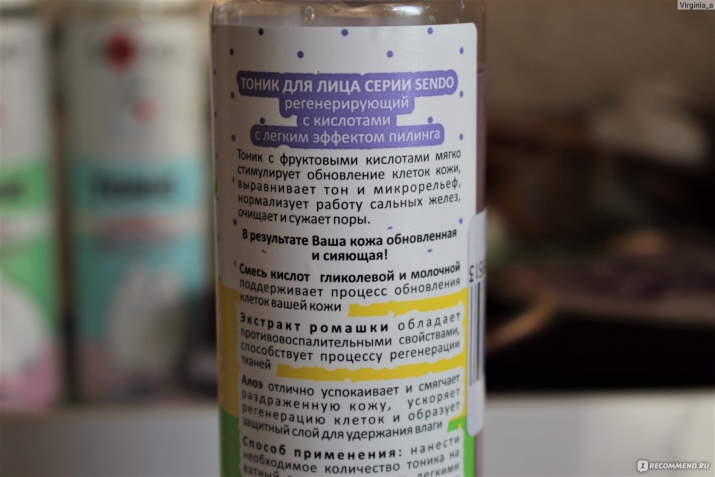 Virginia_a
ТОНИК ДЛЯ ЛИЦА СЕРИИ SENDO
регенерирующий
с кислотами
с легким эффектом пилинга
Тоник с фруктовыми кислотами мягко
стимулирует обновление клеток кожи,
выравнивает тон и микрорельеф,
нормализует работу сальных желез,
очищает и сужает поры.
В результате Ваша кожа обновленная
и сияющая!
Смесь кислот гликолевой и молочной
поддерживает процесс обновления
клеток вашей кожи
Экстракт ромашки обладает
противовоспалительными свойствами,
способствует процессу регенерации
тканей
Алоэ отлично успокаивает и смягчает
раздраженную кожу, ускоряет
регенерацию клеток и образует
защитный слой для удержания влаги
Способ применения: нанести
необходимое количество тоника на
ватный легкими
IRECOMMEND.RU